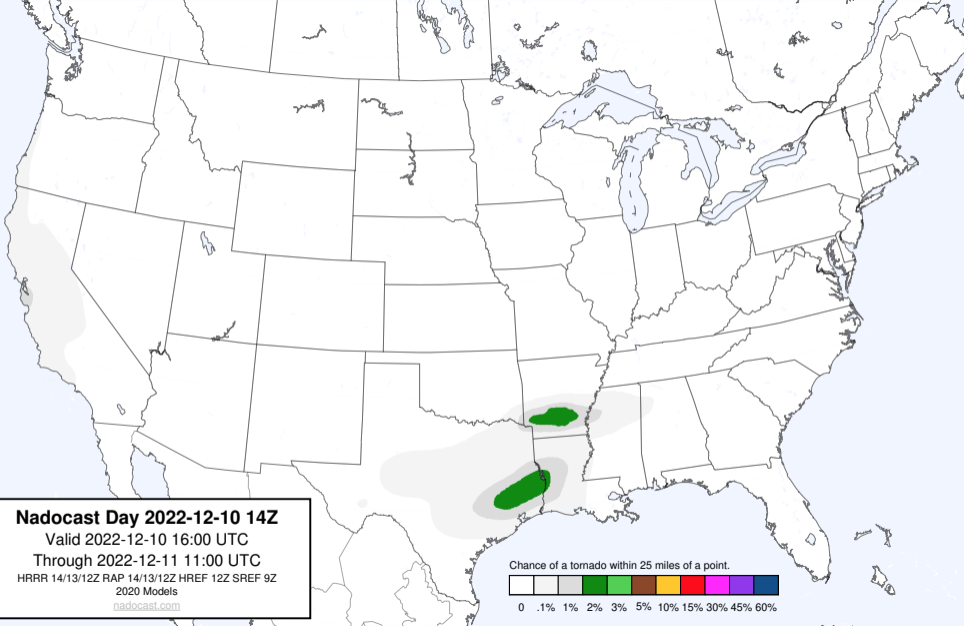 Nadocast Day 2022-12-10 14Z
Valid 2022-12-10 16:00 UTC
Through 2022-12-11 11:00 UTC
HRRR 14/13/12Z RAP 14/13/12Z HREF 12Z SREF 9Z
2020 Models
nadocast.com
Chance of a tornado within 25 miles of a point.
0 .1% 1% 2% 3% 5% 10% 15% 30% 45% 60%